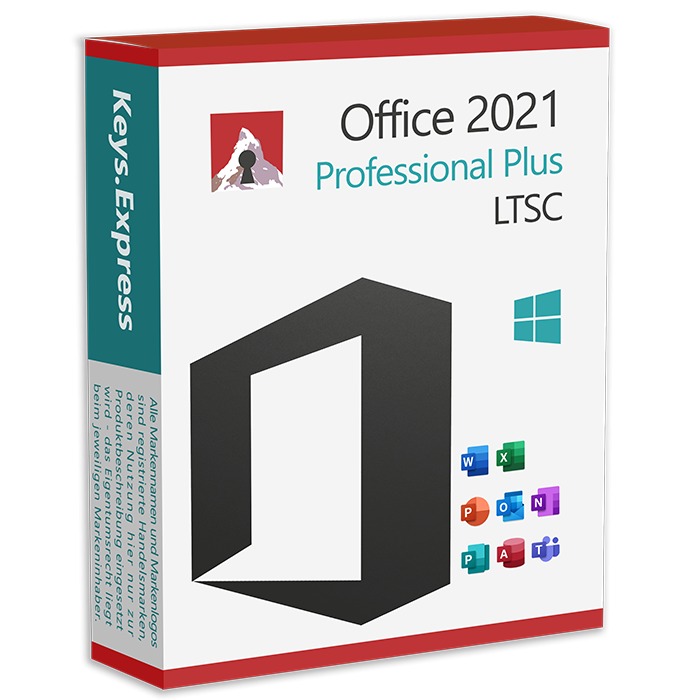 Office 2021
Professional Plus
LTSC
Keys.Express
Alle Markennamen und Markenlogos
sind registrierte Handelsmarken,
deren Nutzung hier nur zur
Produktbeschreibung eingesetzt
wird - das Eigentumsrecht liegt
beim jeweiligen Markeninhaber.
W X
P O N
P A T